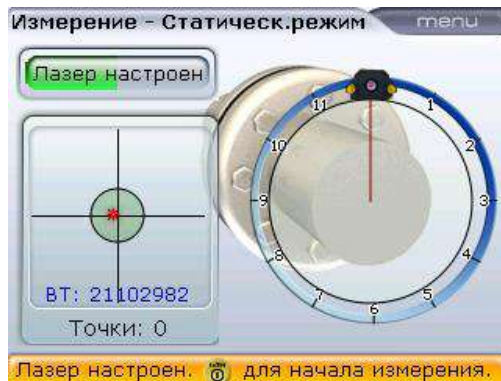 Измерение - Статическ.режим
menu
Лазер настроен
11
1
10
2
9
3
8
4
7
5
6
BT: 21102982
Точки: 0
Лазер настроен. для начала измерения.